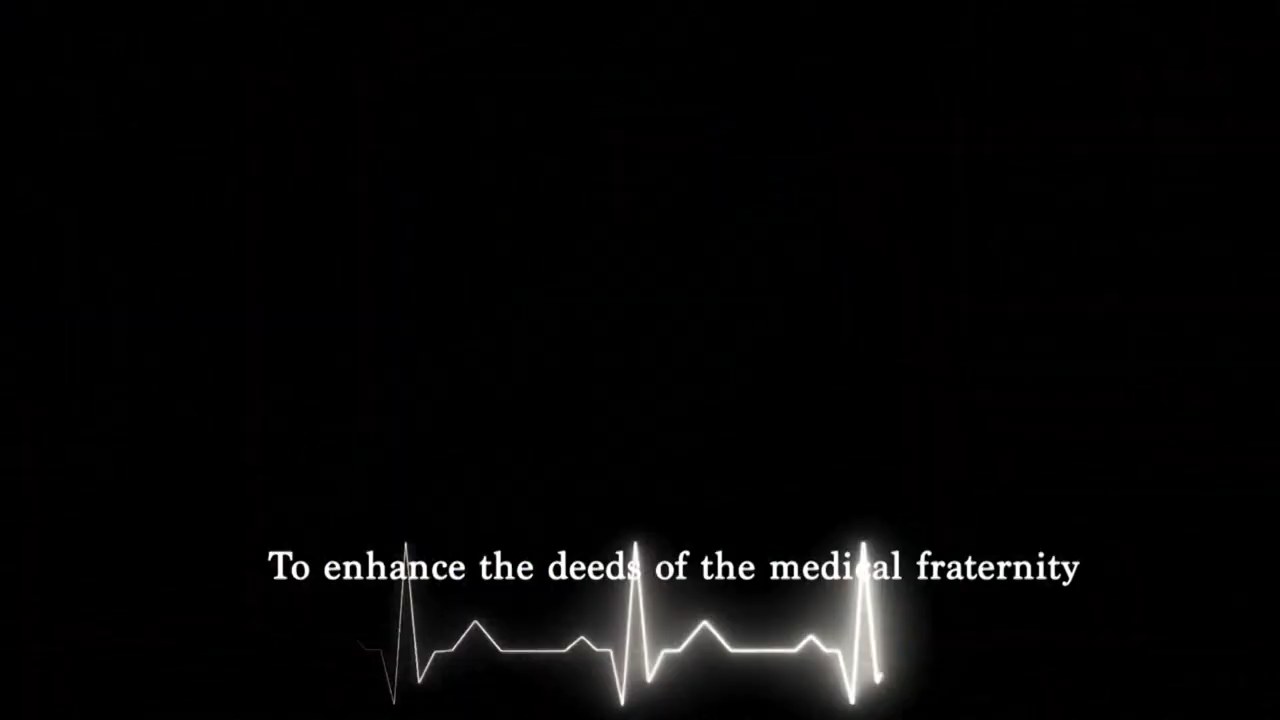 To enhance the deeds of the medical fraternity